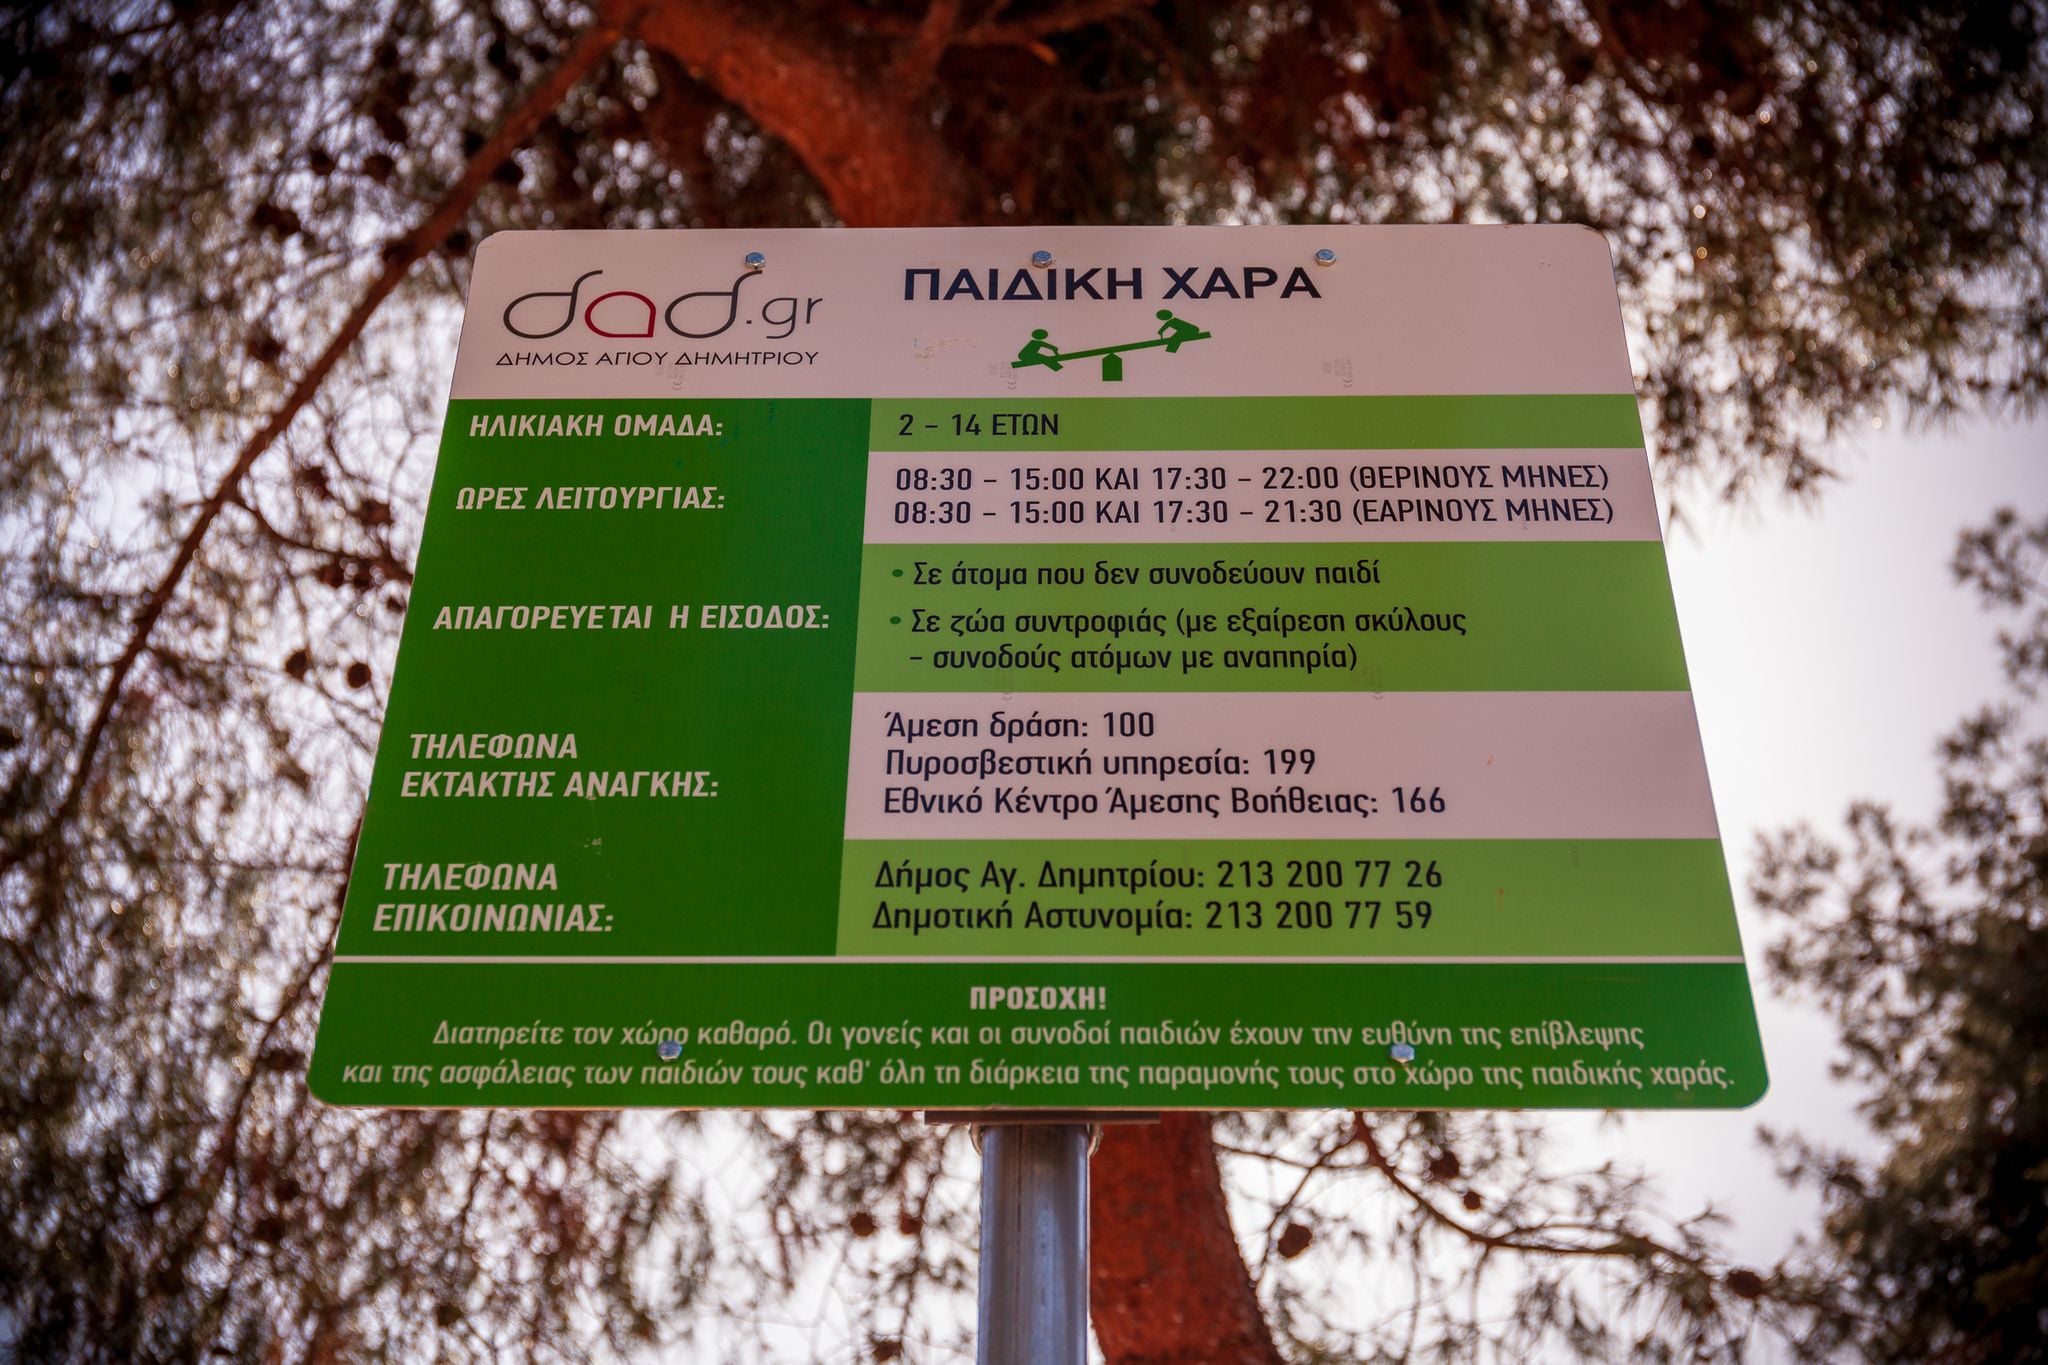 dad.gr
ΔΗΜΟΣ ΑΓΙΟΥ ΔΗΜΗΤΡΙΟΥ
ΠΑΙΔΙΚΗ ΧΑΡΑ
ΗΛΙΚΙΑΚΗ ΟΜΑΔΑ:
2 – 14 ΕΤΩΝ
ΩΡΕΣ ΛΕΙΤΟΥΡΓΙΑΣ:
08:30 – 15:00 ΚΑΙ 17:30 – 22:00 (ΘΕΡΙΝΟΥΣ ΜΗΝΕΣ)
08:30 – 15:00 ΚΑΙ 17:30 – 21:30 (ΕΑΡΙΝΟΥΣ ΜΗΝΕΣ)
ΑΠΑΓΟΡΕΥΕΤΑΙ Η ΕΙΣΟΔΟΣ:
• Σε άτομα που δεν συνοδεύουν παιδί
• Σε ζώα συντροφιάς (με εξαίρεση σκύλους
– συνοδούς ατόμων με αναπηρία)
ΤΗΛΕΦΩΝΑ
ΕΚΤΑΚΤΗΣ ΑΝΑΓΚΗΣ:
Άμεση δράση: 100
Πυροσβεστική υπηρεσία: 199
Εθνικό Κέντρο Άμεσης Βοήθειας: 166
ΤΗΛΕΦΩΝΑ
ΕΠΙΚΟΙΝΩΝΙΑΣ:
Δήμος Αγ. Δημητρίου: 213 200 77 26
Δημοτική Αστυνομία: 213 200 77 59
ΠΡΟΣΟΧΗ!
Διατηρείτε τον χώρο καθαρό. Οι γονείς και οι συνοδοί παιδιών έχουν την ευθύνη της επίβλεψης
και της ασφάλειας των παιδιών τους καθ' όλη τη διάρκεια της παραμονής τους στο χώρο της παιδικής χαράς.